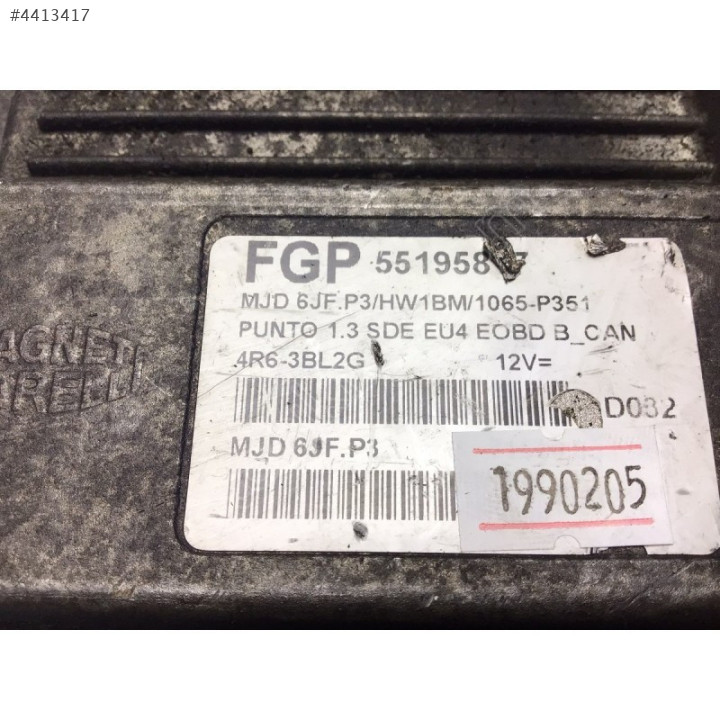 #4413417
FGP
MJD 6JF.P3/HW1BM/1065-P351
PUNTO 1.3 SDE EU4 EOBD B_CAN
4R6-3BL2G 12V=
D032
MJD 6JF.P3
1990205